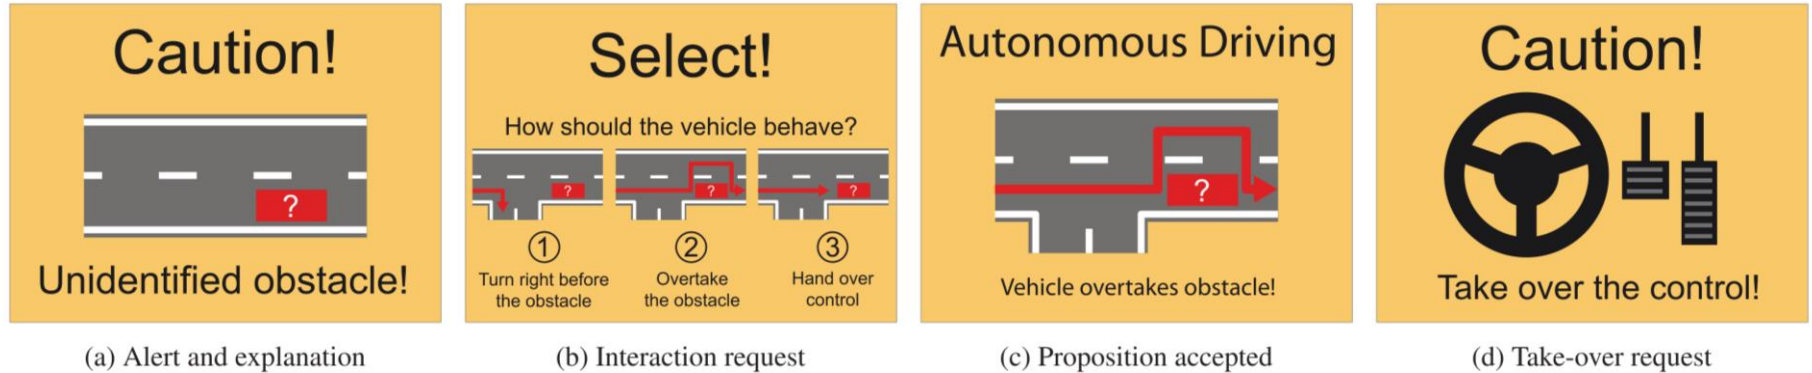 Caution!
?
Unidentified obstacle!
(a) Alert and explanation
Select!
How should the vehicle behave?
? ? ?
1 2 3
Turn right before Overtake Hand over
the obstacle the obstacle control
(b) Interaction request
Autonomous Driving
?
Vehicle overtakes obstacle!
(c) Proposition accepted
Caution!
Take over the control!
(d) Take-over request